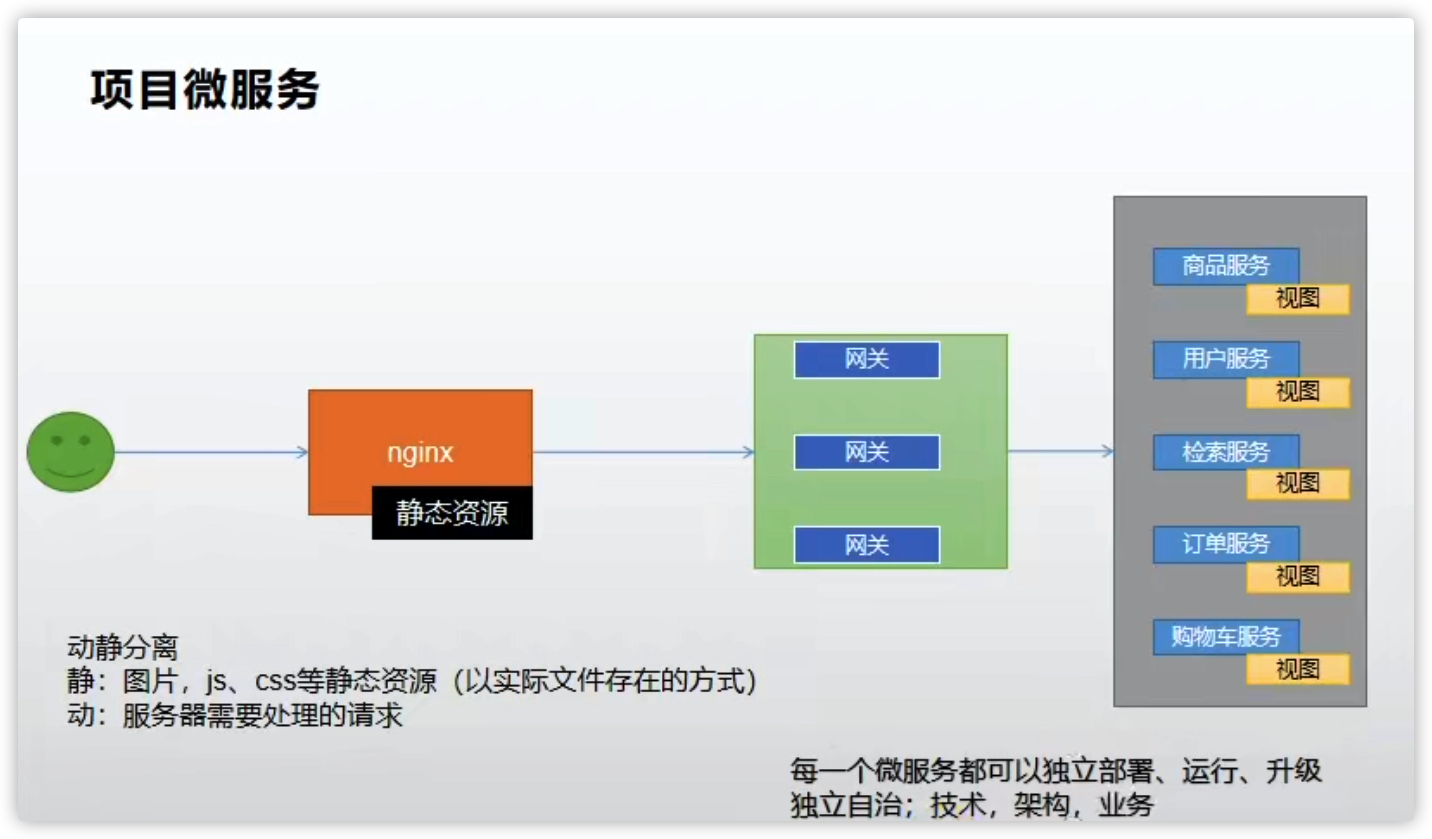 项目微服务
nginx
静态资源
网关
网关
网关
商品服务
视图
用户服务
视图
检索服务
视图
订单服务
视图
购物车服务
视图
动静分离
静：图片，js、css等静态资源（以实际文件存在的方式）
动：服务器需要处理的请求
每一个微服务都可以独立部署、运行、升级
独立自治；技术，架构，业务